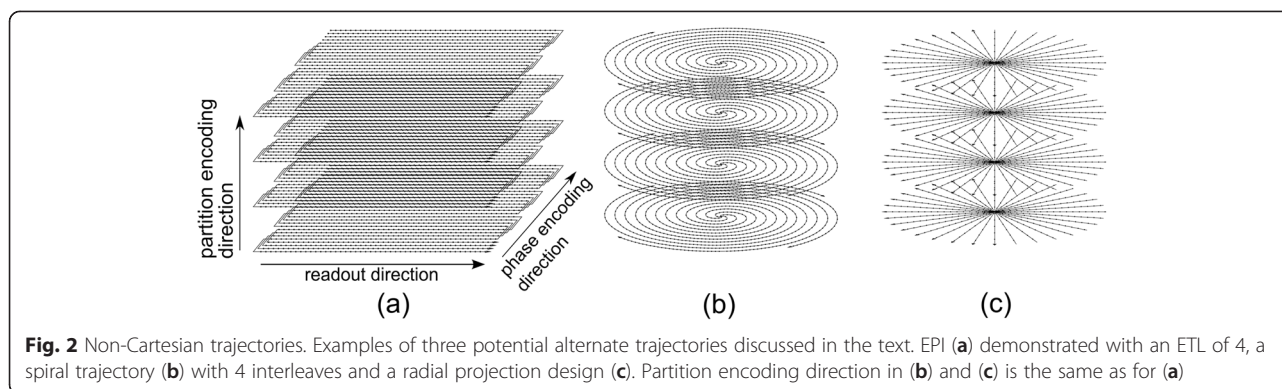 partition encoding
direction
phase encoding
direction
readout direction
(a)
(b)
(c)
Fig. 2 Non-Cartesian trajectories. Examples of three potential alternate trajectories discussed in the text. EPI (a) demonstrated with an ETL of 4, a
spiral trajectory (b) with 4 interleaves and a radial projection design (c). Partition encoding direction in (b) and (c) is the same as for (a)